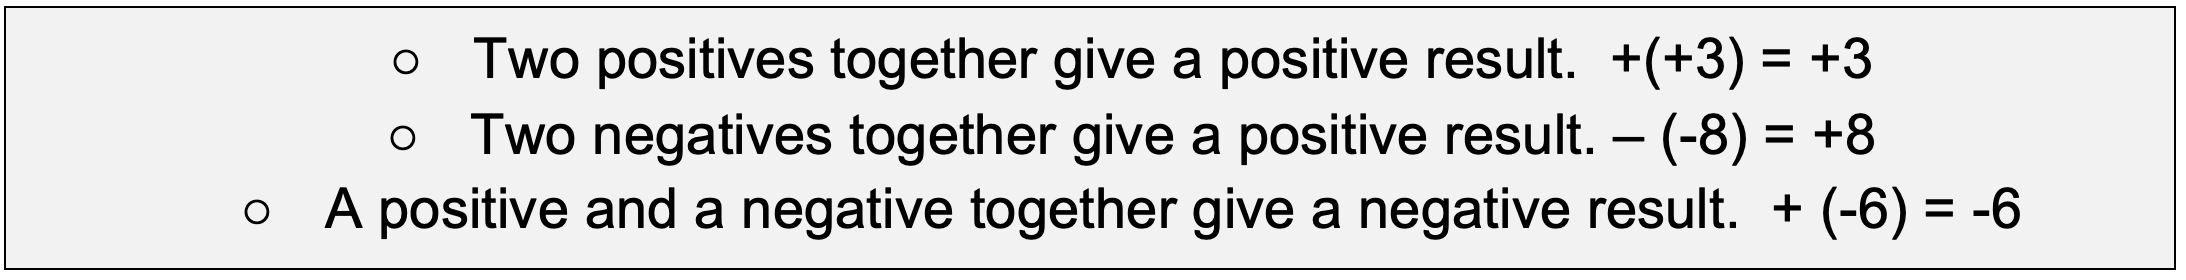 ○ Two positives together give a positive result. +(+3) = +3
○ Two negatives together give a positive result. – (-8) = +8
○ A positive and a negative together give a negative result. + (-6) = -6